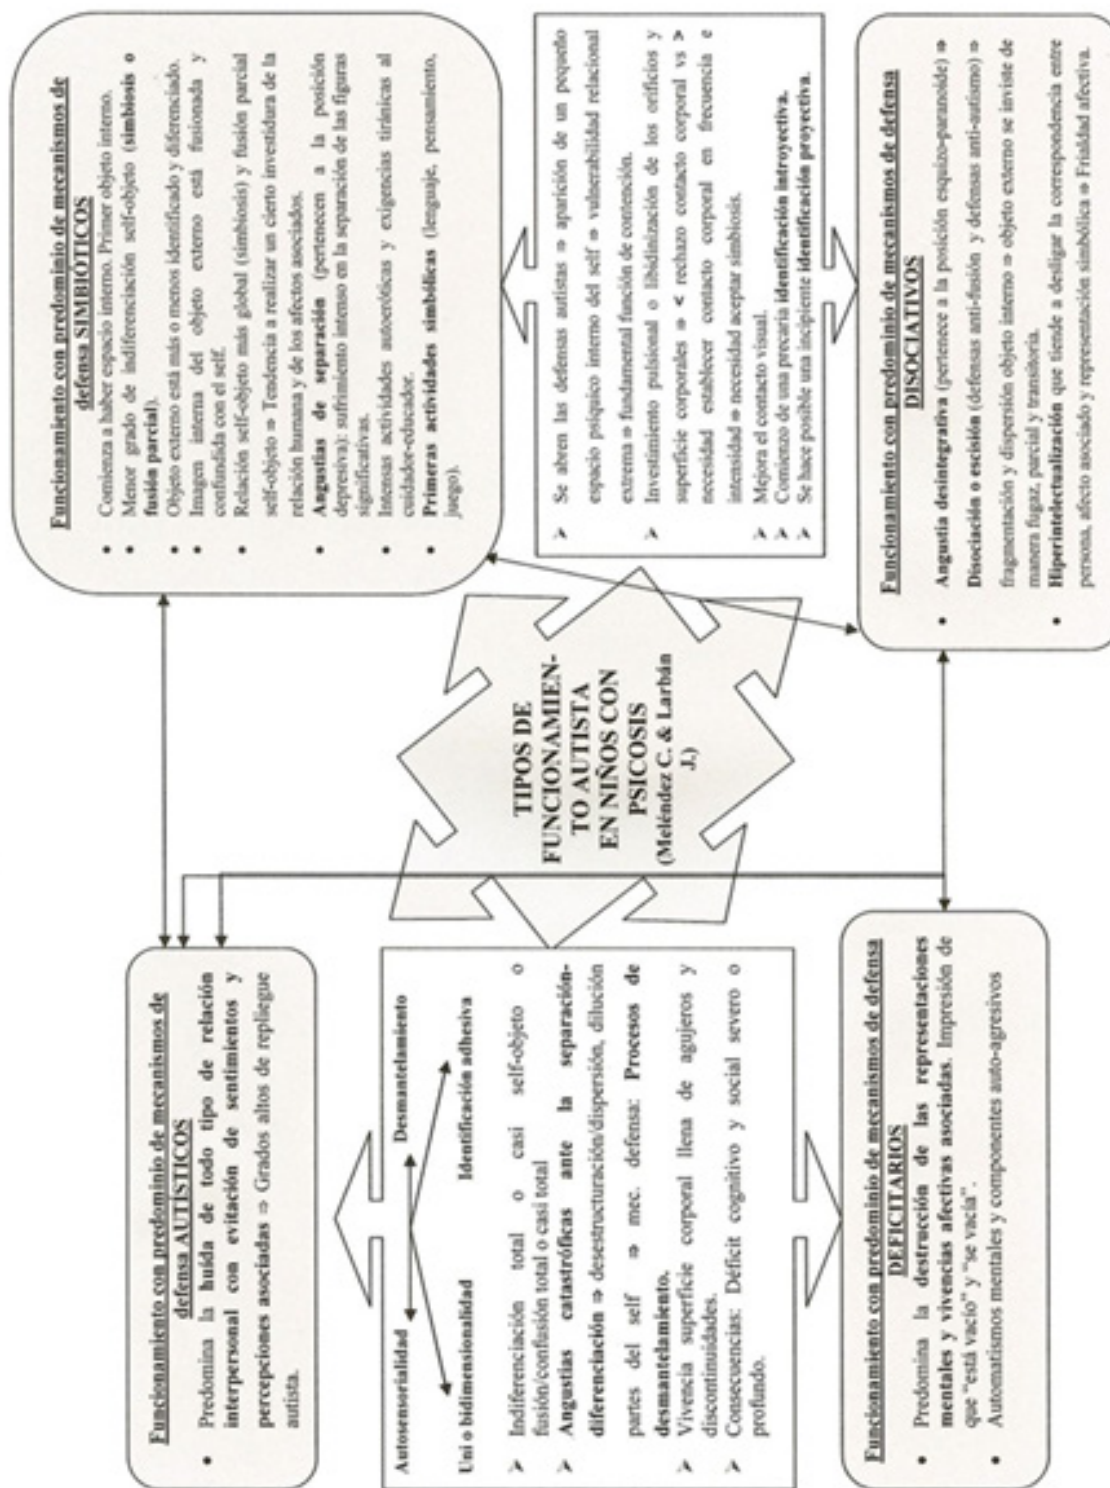 Funcionamiento con predominio de mecanismos de
defensa AUTÍSTICOS
• Predomina la huída de todo tipo de relación
interpersonal con evitación de sentimientos y
percepciones asociadas ⇒ Grados altos de repliegue
autista.
Funcionamiento con predominio de mecanismos de
defensa SIMBIÓTICOS
• Comienza a haber espacio interno. Primer objeto interno.
• Menor grado de indiferenciación self-objeto (simbiosis o
fusión parcial).
• Objeto externo está más o menos identificado y diferenciado.
• Imagen interna del objeto externo está fusionada y
confundida con el self.
• Relación self-objeto más global (simbiosis) y fusión parcial
self-objeto ⇒ Tendencia a realizar un cierto investidura de la
relación humana y de los afectos asociados.
• Angustias de separación (pertenecen a la posición
depresiva): sufrimiento intenso en la separación de las figuras
significativas.
• Intensas actividades autoeróticas y exigencias tiránicas al
cuidador-educador.
• Primeras actividades simbólicas (lenguaje, pensamiento,
juego).
Autosensorialidad Desmantelamiento
Uni o bidimensionalidad Identificación adhesiva
➢ Indiferenciación total o casi self-objeto o
fusión/confusión total o casi total
➢ Angustias catastróficas ante la separación-
diferenciación ⇒ desestructuración/dispersión, dilución
partes del self ⇒ mec. defensa: Procesos de
desmantelamiento.
➢ Vivencia superficie corporal llena de agujeros y
discontinuidades.
➢ Consecuencias: Déficit cognitivo y social severo o
profundo.
TIPOS DE
FUNCIONAMIEN-
TO AUTISTA
EN NIÑOS CON
PSICOSIS
(Meléndez C. & Larbán
J.)
➢ Se abren las defensas autistas ⇒ aparición de un pequeño
espacio psíquico interno del self ⇒ vulnerabilidad relacional
extrema ⇒ fundamental función de contención.
➢ Investimiento pulsional o libidinización de los orificios y
superficie corporales ⇒ < rechazo contacto corporal vs >
necesidad establecer contacto corporal en frecuencia e
intensidad ⇒ necesidad aceptar simbiosis.
➢ Mejora el contacto visual.
➢ Comienzo de una precaria identificación introyectiva.
➢ Se hace posible una incipiente identificación proyectiva.
Funcionamiento con predominio de mecanismos de defensa
DEFICITARIOS
• Predomina la destrucción de las representaciones
mentales y vivencias afectivas asociadas. Impresión de
que "está vacío" y "se vacía".
• Automatismos mentales y componentes auto-agresivos
Funcionamiento con predominio de mecanismos de defensa
DISOCIATIVOS
• Angustia desintegrativa (pertenece a la posición esquizo-paranoide) ⇒
Disociación o escisión (defensas anti-fusión y defensas anti-autismo) ⇒
fragmentación y dispersión objeto interno ⇒ objeto externo se inviste de
manera fugaz, parcial y transitoria.
• Hiperintelectualización que tiende a desligar la correspondencia entre
persona, afecto asociado y representación simbólica ⇒ Frialdad afectiva.